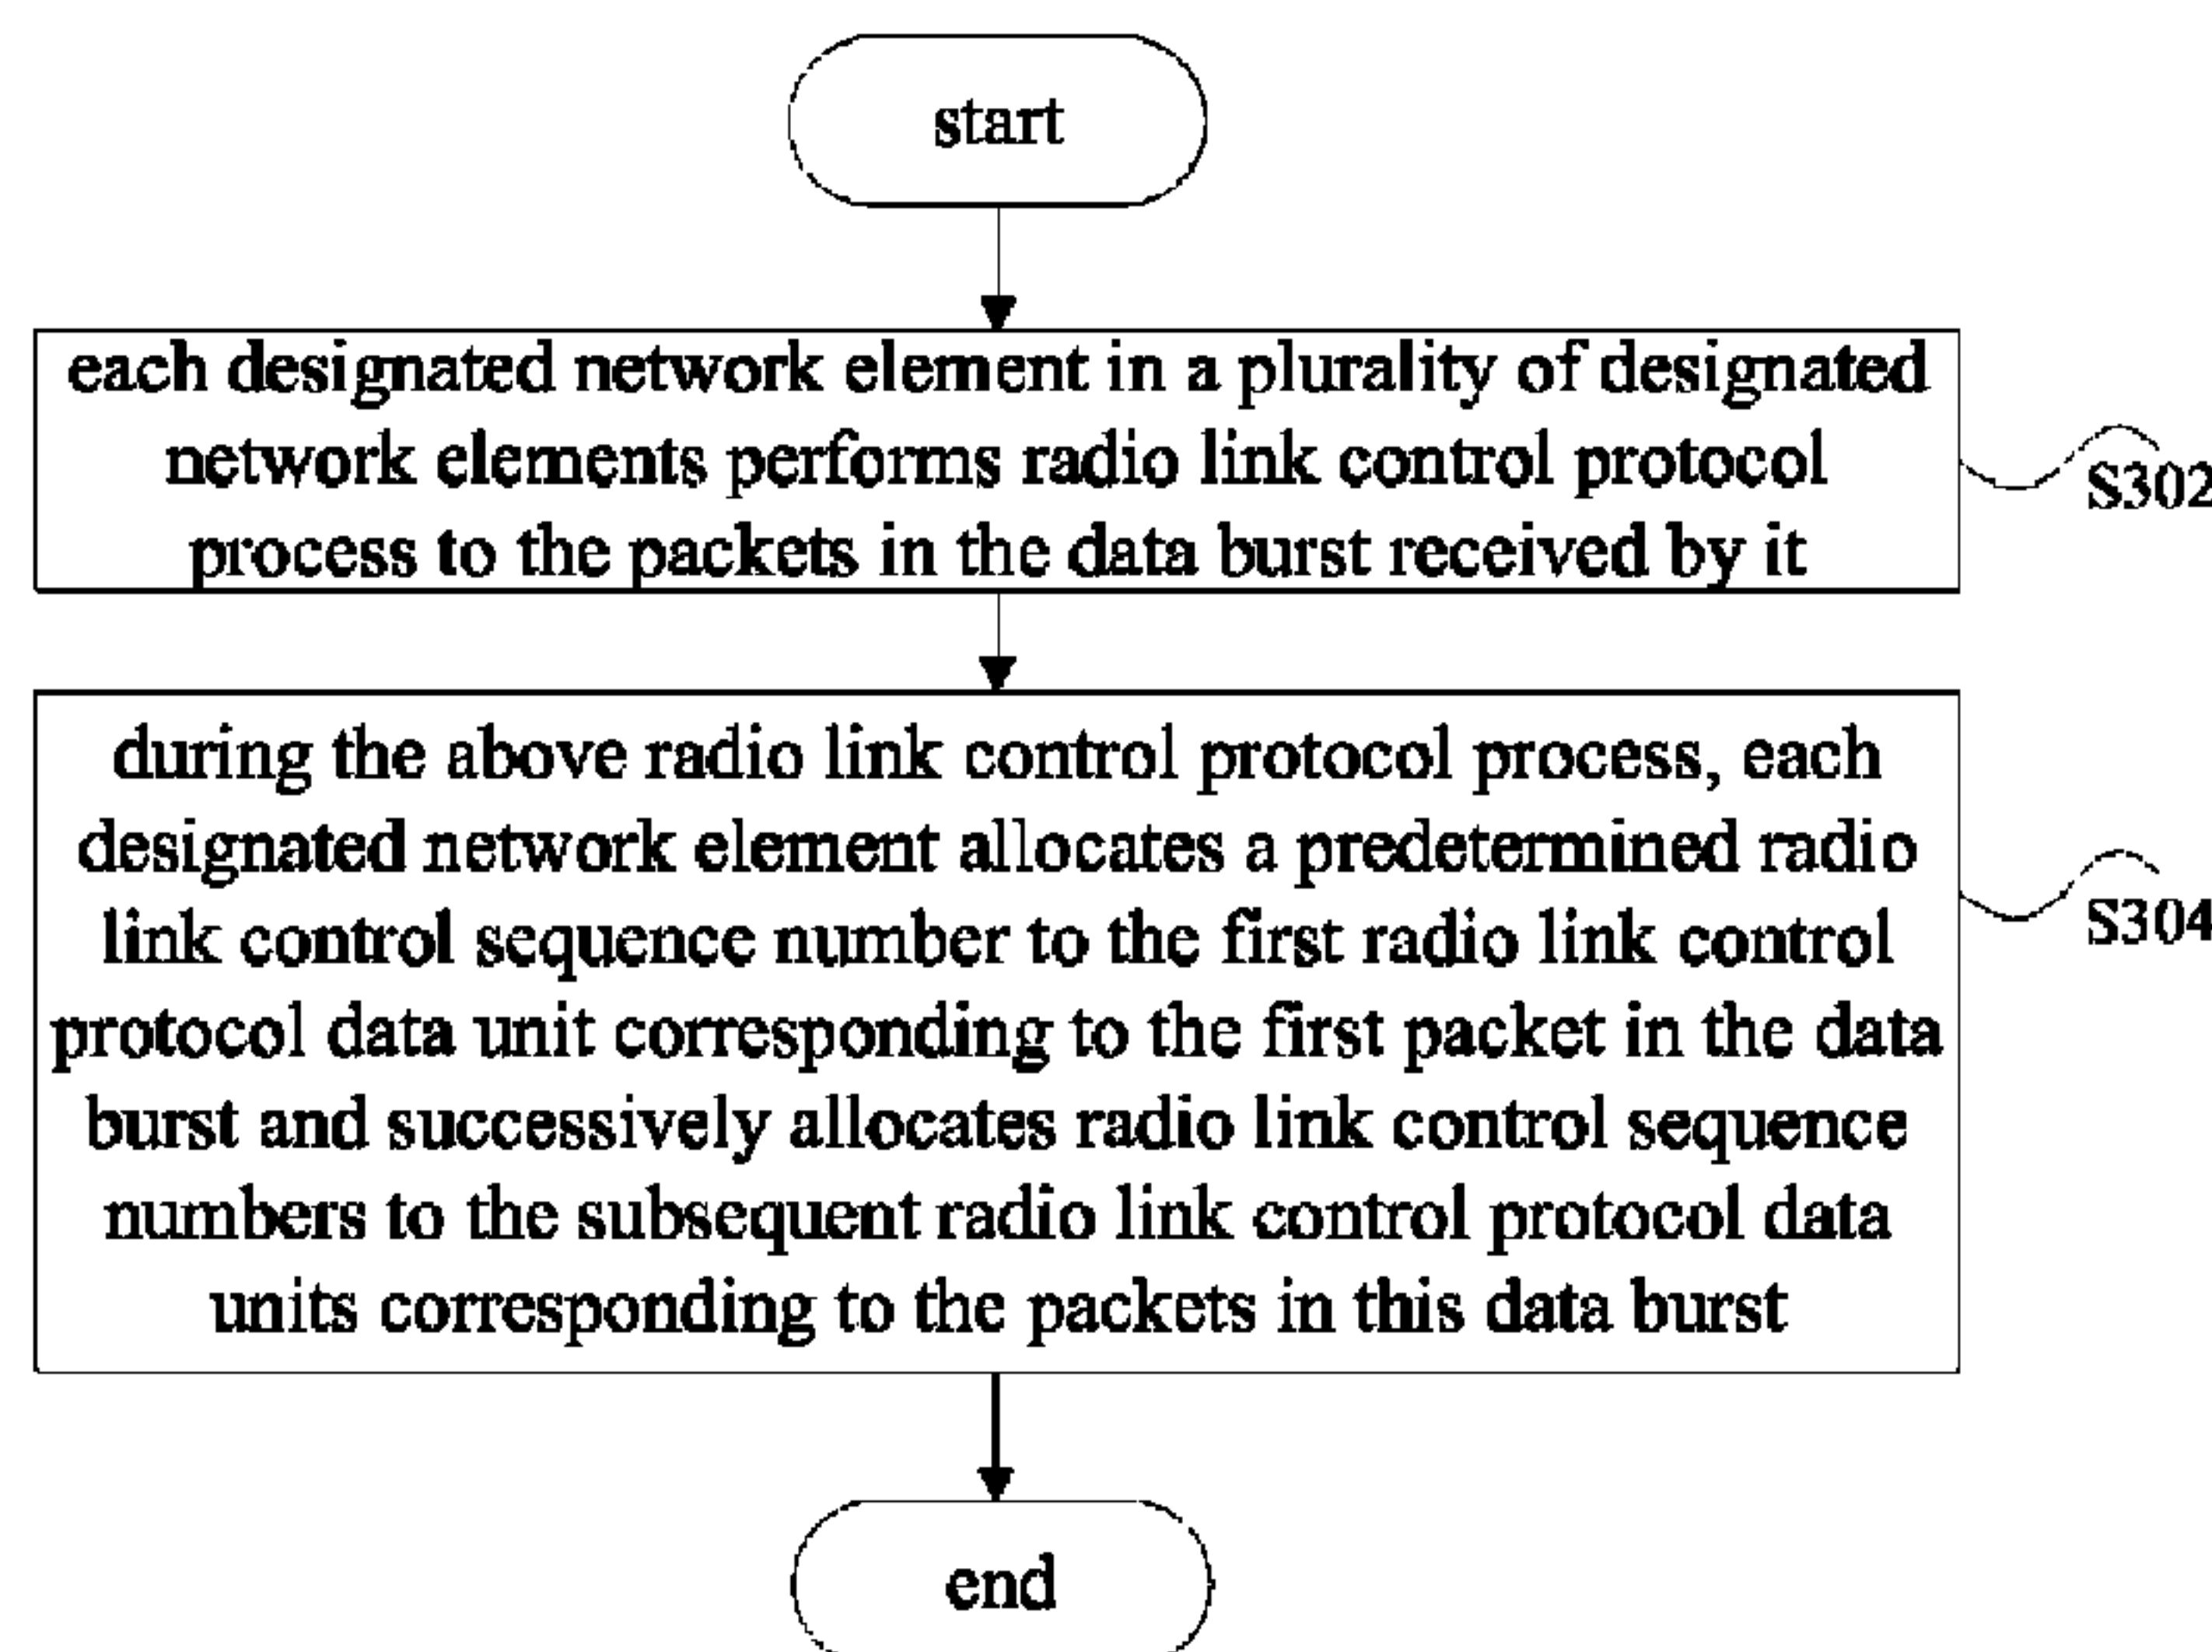 start
each designated network element in a plurality of designated
network elements performs radio link control protocol
process to the packets in the data burst received by it
S302
during the above radio link control protocol process, each
designated network element allocates a predetermined radio
link control sequence number to the first radio link control
protocol data unit corresponding to the first packet in the data
burst and successively allocates radio link control sequence
numbers to the subsequent radio link control protocol data
units corresponding to the packets in this data burst
S304
end